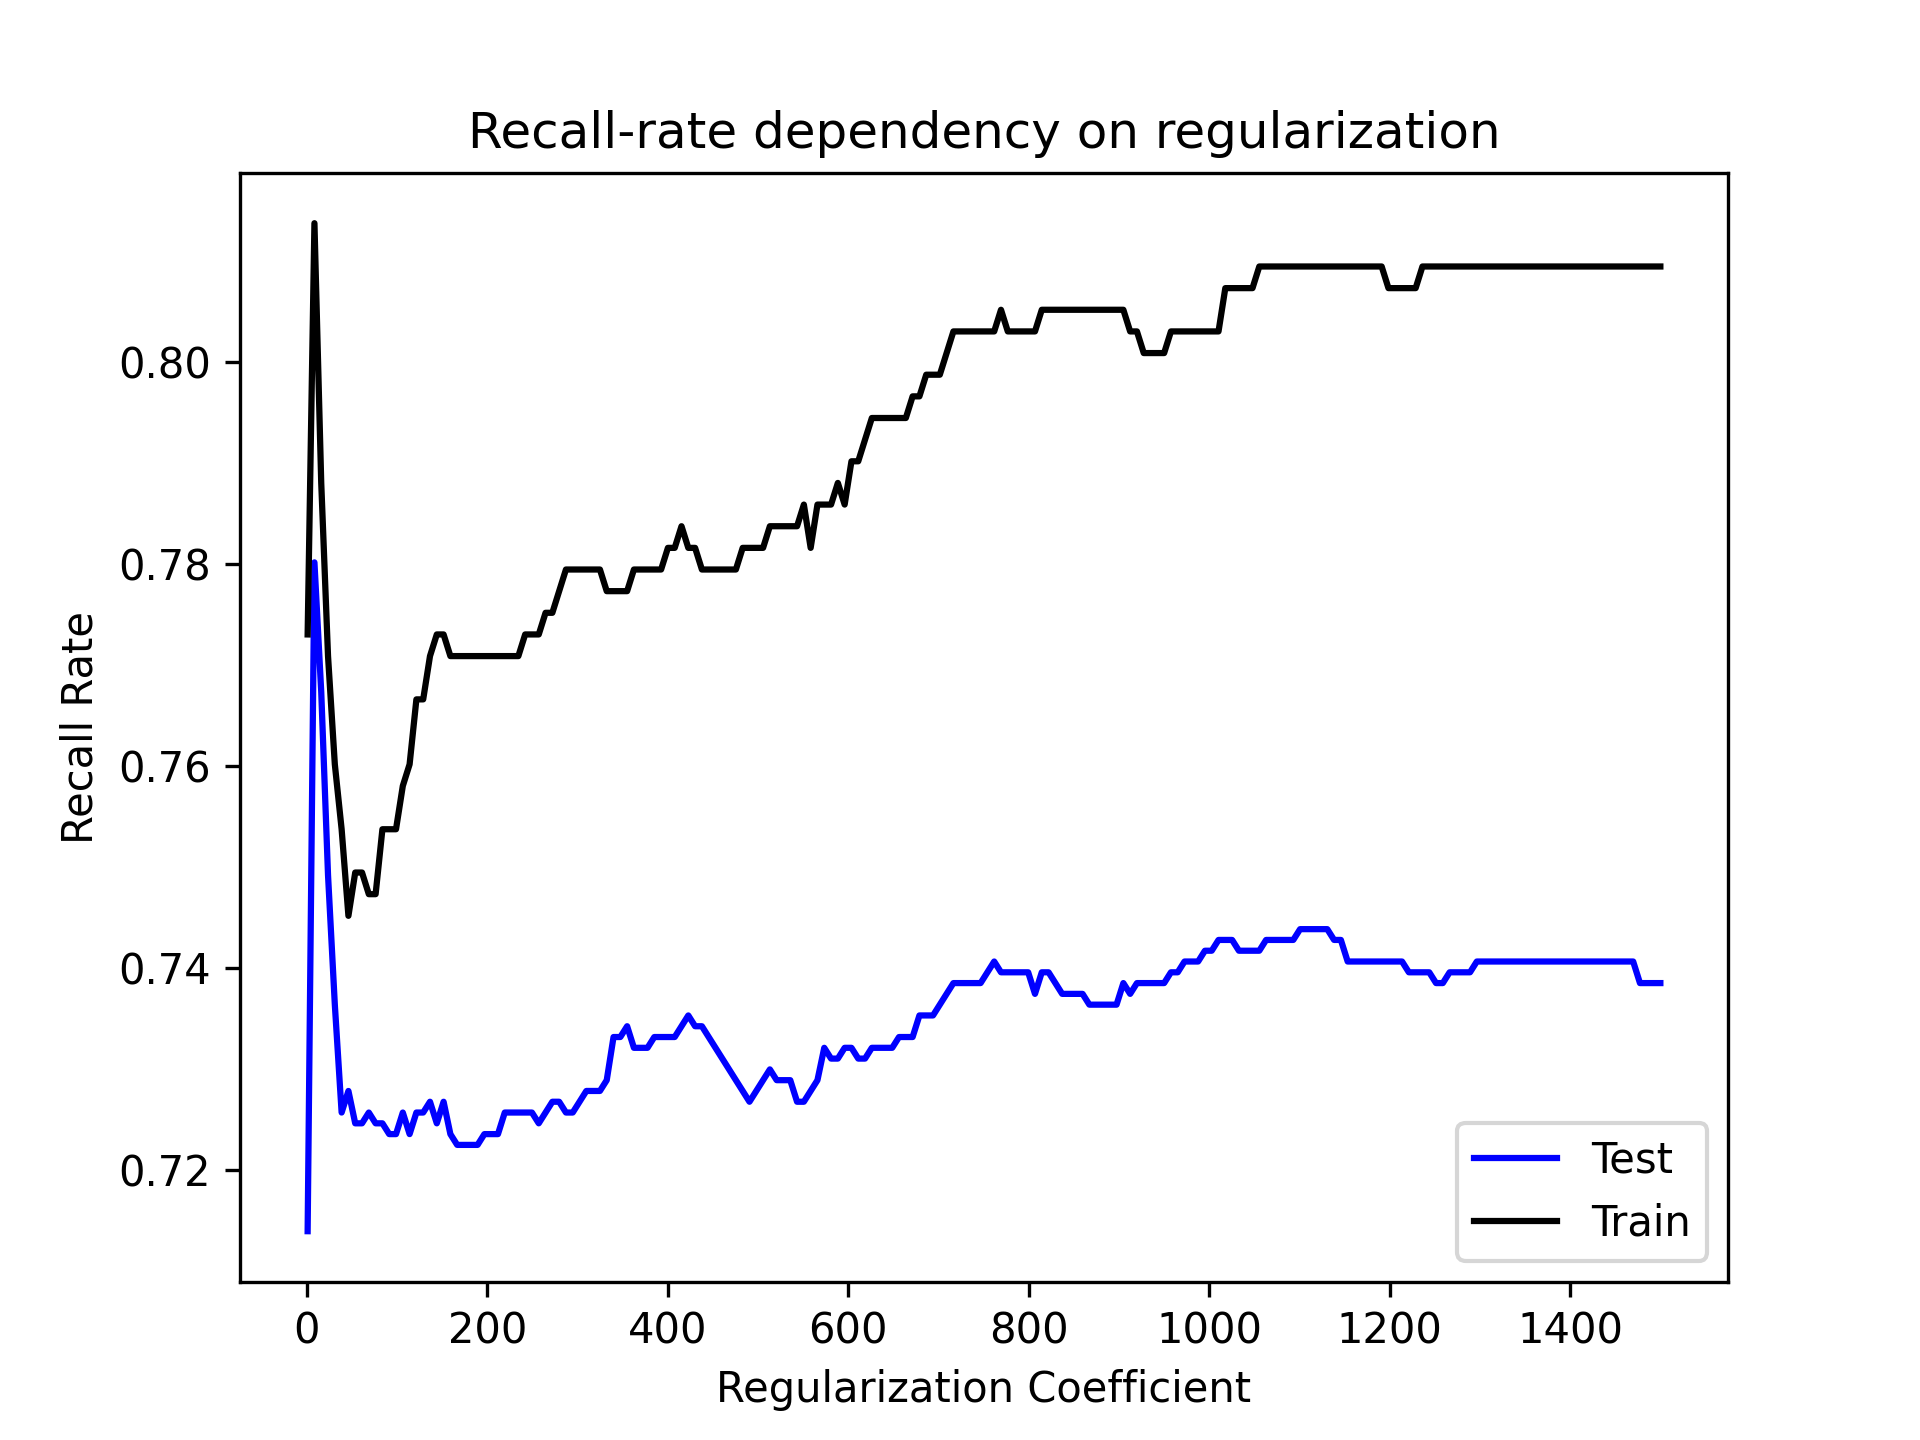 Recall-rate dependency on regularization
0.80
0.78
0.76
0.74
0.72
Recall Rate
0 200 400 600 800 1000 1200 1400
Regularization Coefficient
Test
Train